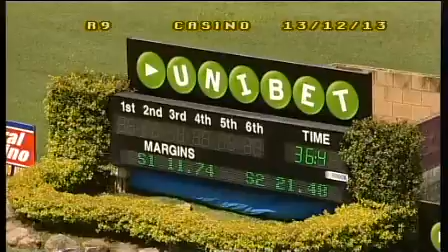 R9 CASINO 13/12/13
UNIBET
1st 2nd 3rd 4th 5th 6th
TIME
36:4
MARGINS
S1 11.74 S2 21.40